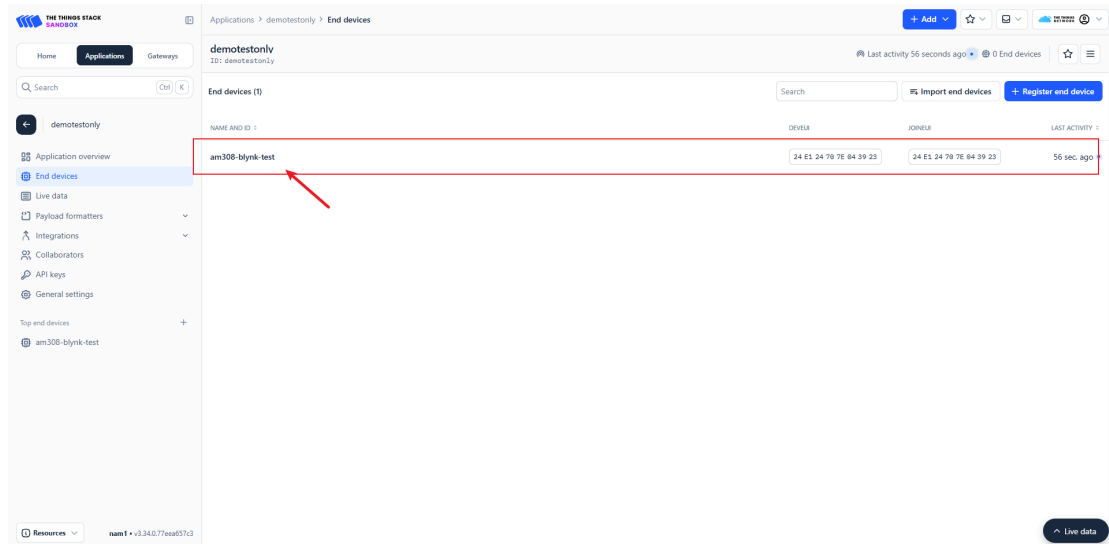 THE THINGS STACK
SANDBOX
Applications > demotestonly > End devices
+ Add
THE THINGS
NETWORK
Home
Applications
Gateways
demotestonly
ID: demotestonly
Last activity 56 seconds ago • 0 End devices
Search
Ctrl
K
End devices (1)
Search
Import end devices
+ Register end device
demotestonly
NAME AND ID
DEVEUI
JOINEUI
LAST ACTIVITY
Application overview
am308-blynk-test
24 E1 24 70 7E 04 39 23
24 E1 24 70 7E 04 39 23
56 sec. ago
End devices
Live data
Payload formatters
Integrations
Collaborators
API keys
General settings
Top end devices
+
am308-blynk-test
Resources
nam1 • v3.34.0.77eea657c3
Live data